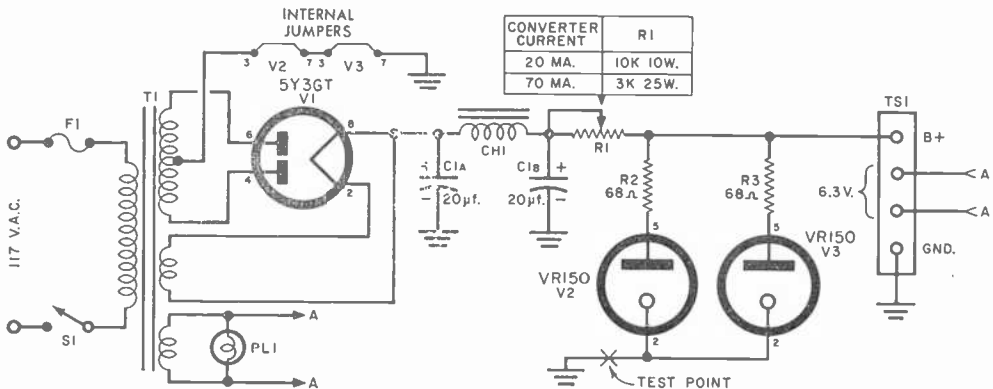 INTERNAL
JUMPERS
3 V2 7 3 V3 7
5Y3GT
V1
CONVERTER CURRENT R1
20 MA. 10K 10W.
70 MA. 3K 25W.
TS1
T1
F1
6
8
4
2
CH1
R1
B+
C1A
20µf.
C1B +
20µf. −
R2
68Ω
R3
68Ω
6.3 V.
A
A
GND.
117 V.A.C.
5
5
VR150
V2
VR150
V3
2
2
S1
PL1
A
A
TEST POINT